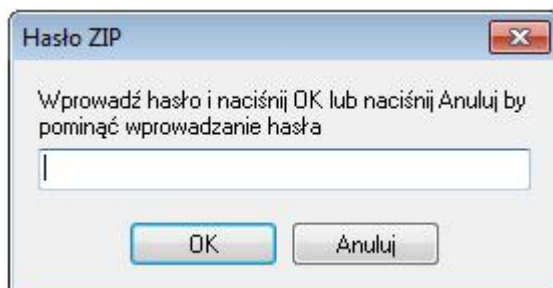 Hasło ZIP
Wprowadź hasło i naciśnij OK lub naciśnij Anuluj by
pominąć wprowadzanie hasła
OK
Anuluj